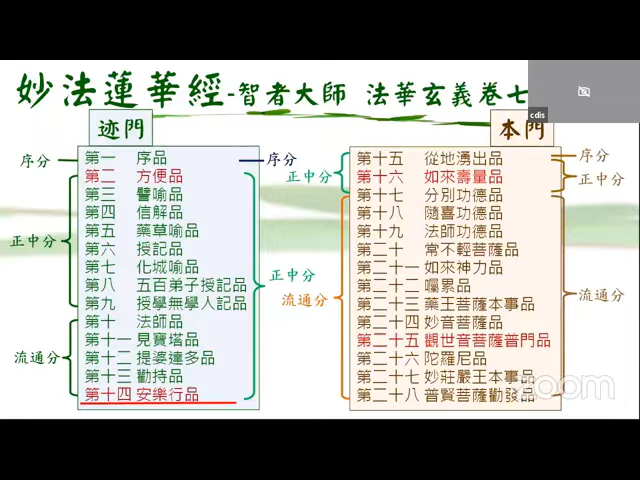 妙法蓮華經-智者大師 法華玄義卷七
cdis
迹門
本門
序分
第一 序品
序分
第二 方便品
第三 譬喻品
第四 信解品
第五 藥草喻品
第六 授記品
第七 化城喻品
第八 五百弟子授記品
第九 授學無學人記品
第十 法師品
第十一 見寶塔品
第十二 提婆達多品
第十三 勸持品
第十四 安樂行品
正中分
流通分
正中分
正中分
流通分
第十五 從地湧出品
第十六 如來壽量品
第十七 分別功德品
第十八 隨喜功德品
第十九 法師功德品
第二十 常不輕菩薩品
第二十一 如來神力品
第二十二 囑累品
第二十三 藥王菩薩本事品
第二十四 妙音菩薩品
第二十五 觀世音菩薩普門品
第二十六 陀羅尼品
第二十七 妙莊嚴王本事品
第二十八 普賢菩薩勸發品
序分
正中分
流通分
zoom